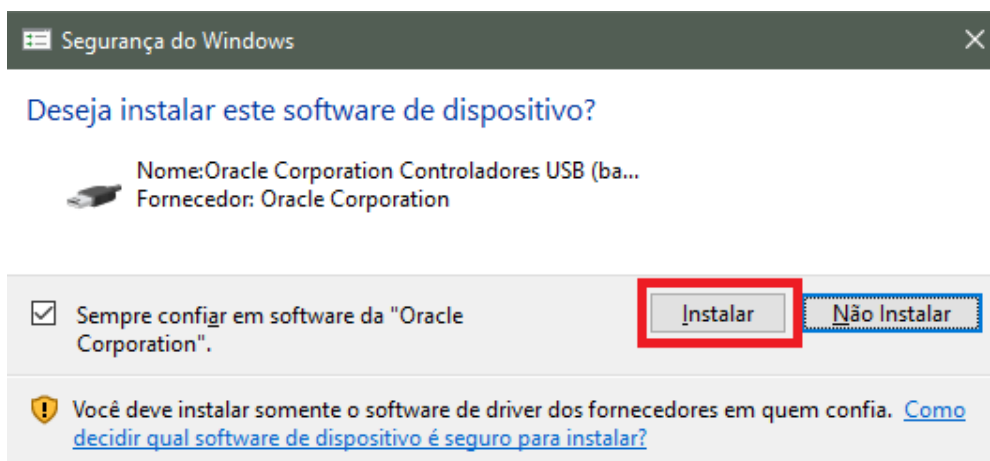 Segurança do Windows
Deseja instalar este software de dispositivo?
Nome:Oracle Corporation Controladores USB (ba...
Fornecedor: Oracle Corporation
Sempre confiar em software da "Oracle
Corporation".
Instalar
Não Instalar
Você deve instalar somente o software de driver dos fornecedores em quem confia. Como
decidir qual software de dispositivo é seguro para instalar?